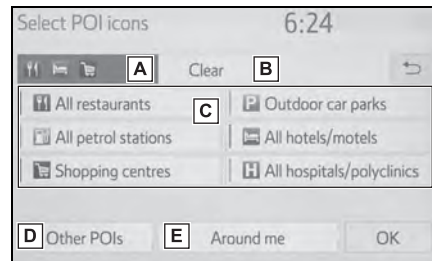 Select POI icons 6:24
A Clear B
All restaurants C P Outdoor car parks
All petrol stations All hotels/motels
Shopping centres H All hospitals/polyclinics
D Other POIs E Around me OK